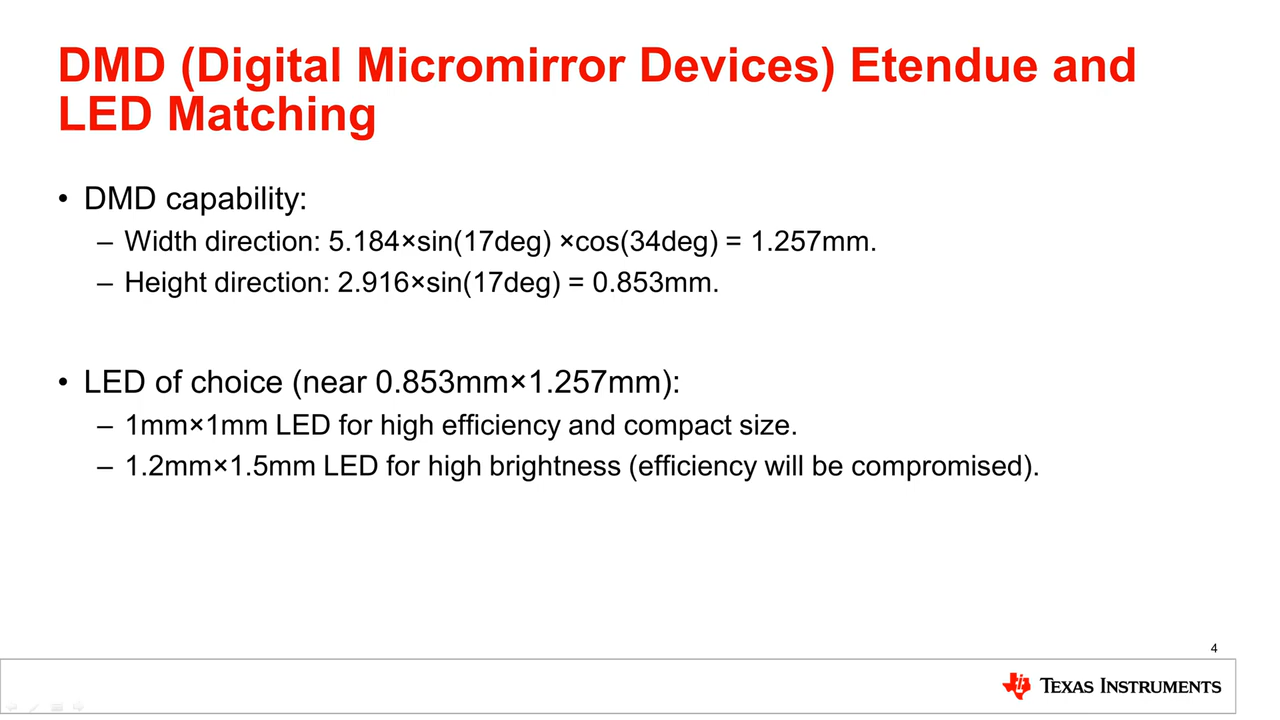 DMD (Digital Micromirror Devices) Etendue and
LED Matching
• DMD capability:
– Width direction: 5.184×sin(17deg) ×cos(34deg) = 1.257mm.
– Height direction: 2.916×sin(17deg) = 0.853mm.
• LED of choice (near 0.853mm×1.257mm):
– 1mm×1mm LED for high efficiency and compact size.
– 1.2mm×1.5mm LED for high brightness (efficiency will be compromised).
4
TEXAS INSTRUMENTS